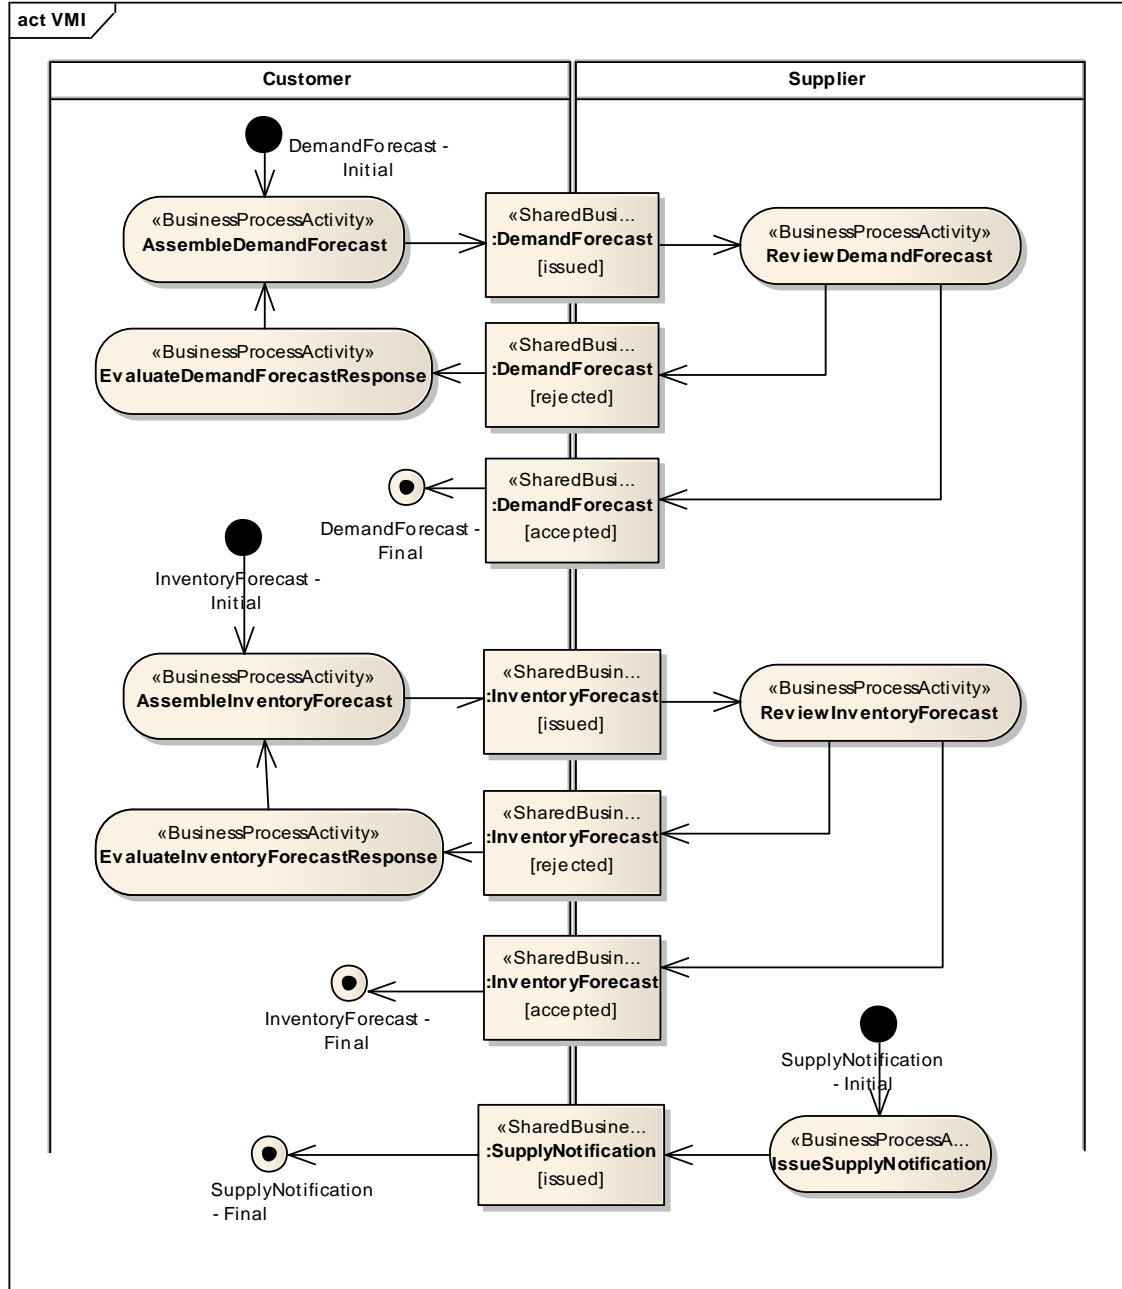 act VMI
Customer
Supplier
DemandForecast -
Initial
«BusinessProcessActivity»
AssembleDemandForecast
«SharedBusi...
:DemandForecast
[issued]
«BusinessProcessActivity»
ReviewDemandForecast
«BusinessProcessActivity»
EvaluateDemandForecastResponse
«SharedBusi...
:DemandForecast
[rejected]
«SharedBusi...
:DemandForecast
[accepted]
DemandForecast -
Final
InventoryForecast -
Initial
«BusinessProcessActivity»
AssembleInventoryForecast
«SharedBusin...
:InventoryForecast
[issued]
«BusinessProcessActivity»
ReviewInventoryForecast
«BusinessProcessActivity»
EvaluateInventoryForecastResponse
«SharedBusin...
:InventoryForecast
[rejected]
«SharedBusin...
:InventoryForecast
[accepted]
InventoryForecast -
Final
SupplyNotification
- Initial
«SharedBusine...
:SupplyNotification
[issued]
«BusinessProcessA...
IssueSupplyNotification
SupplyNotification
- Final